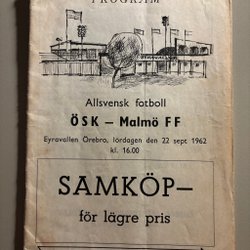 PROGRAM
Allsvensk fotboll
ÖSK — Malmö FF
Eyravallen Örebro, lördagen den 22 sept 1962
kl. 16.00
SAMKÖP—
för lägre pris